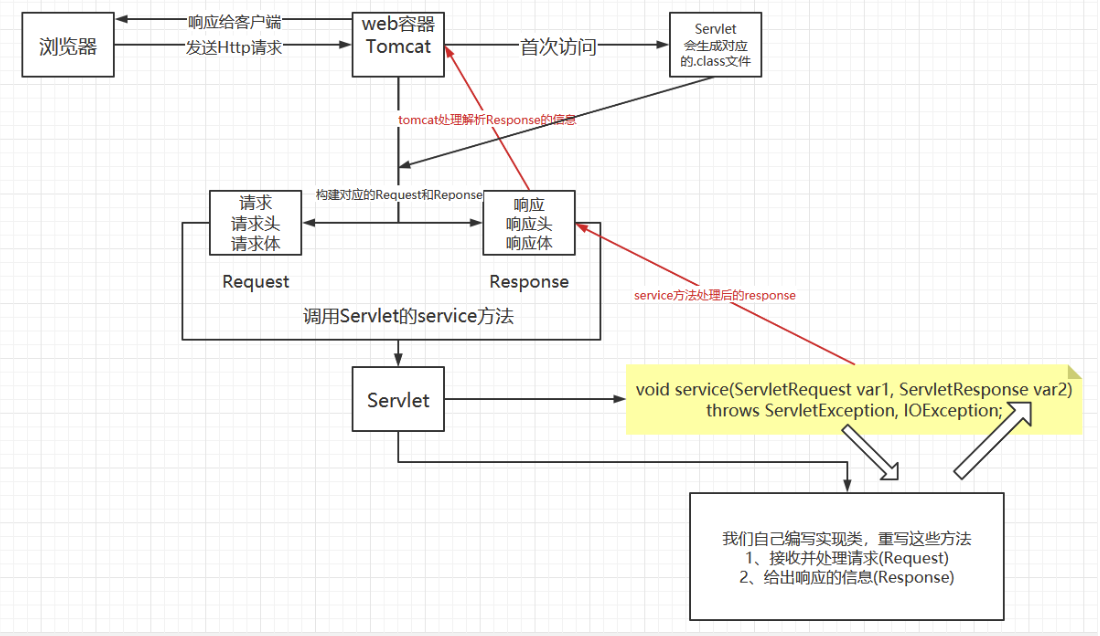 浏览器
响应给客户端
发送Http请求
web容器
Tomcat
首次访问
Servlet
会生成对应
的.class文件
tomcat处理解析Response的信息
构建对应的Request和Reponse
请求
请求头
请求体
响应
响应头
响应体
Request
Response
调用Servlet的service方法
service方法处理后的response
Servlet
void service(ServletRequest var1, ServletResponse var2)
throws ServletException, IOException;
我们自己编写实现类，重写这些方法
1、接收并处理请求(Request)
2、给出响应的信息(Response)